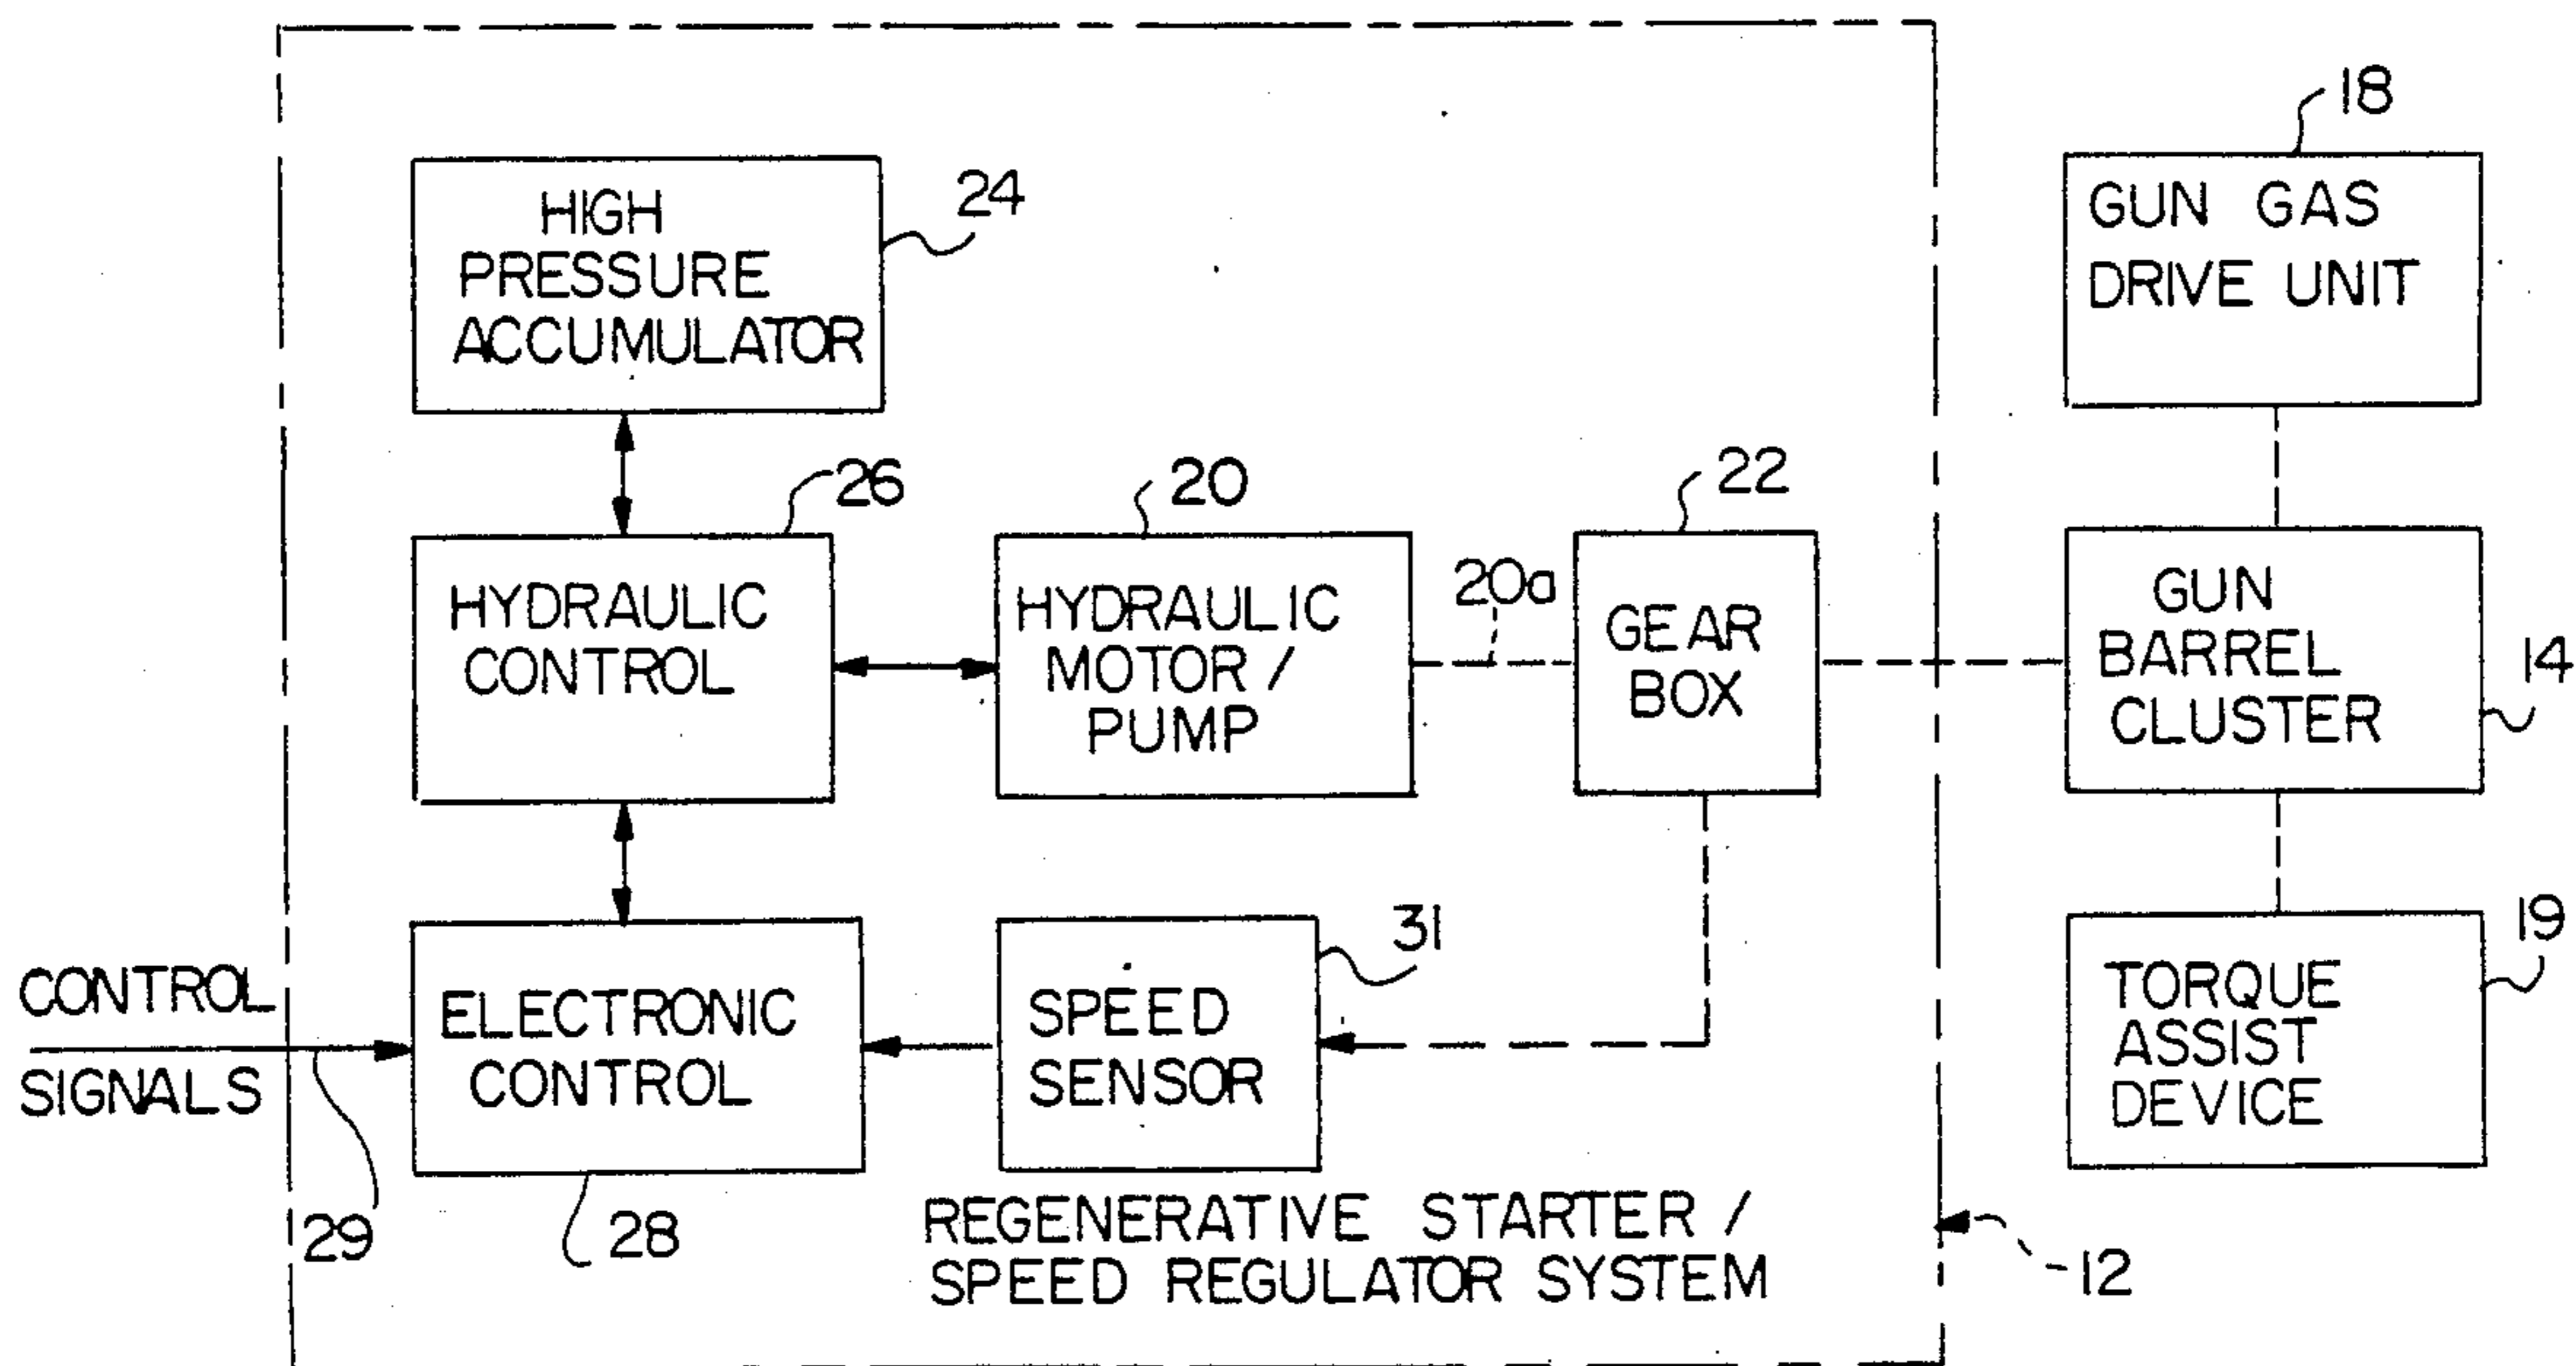 18
HIGH
PRESSURE
ACCUMULATOR
24
GUN GAS
DRIVE UNIT
26
20
22
HYDRAULIC
CONTROL
HYDRAULIC
MOTOR /
PUMP
20a
GEAR
BOX
GUN
BARREL
CLUSTER
14
CONTROL
SIGNALS
29
ELECTRONIC
CONTROL
28
SPEED
SENSOR
31
TORQUE
ASSIST
DEVICE
19
REGENERATIVE STARTER /
SPEED REGULATOR SYSTEM
12